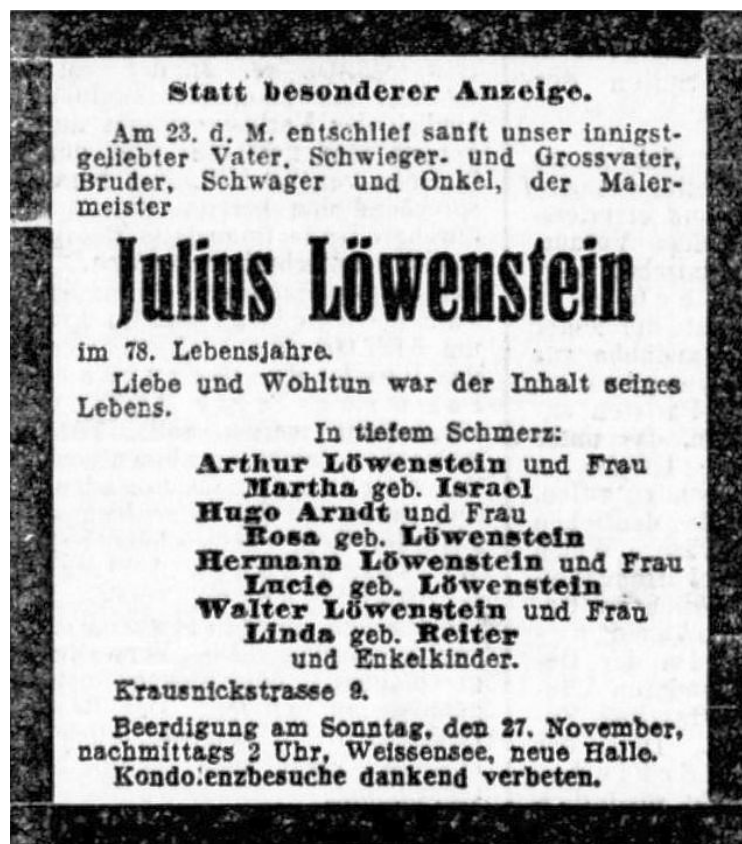 Statt besonderer Anzeige.
Am 23. d. M. entschlief sanft unser innigst-
geliebter Vater, Schwieger- und Grossvater,
Bruder, Schwager und Onkel, der Maler-
meister
Julius Löwenstein
im 78. Lebensjahre.
Liebe und Wohltun war der Inhalt seines
Lebens.
In tiefem Schmerz:
Arthur Löwenstein und Frau
Martha geb. Israel
Hugo Arndt und Frau
Rosa geb. Löwenstein
Hermann Löwenstein und Frau
Lucie geb. Löwenstein
Walter Löwenstein und Frau
Linda geb. Reiter
und Enkelkinder.
Krausnickstrasse 9.
Beerdigung am Sonntag, den 27. November,
nachmittags 2 Uhr, Weissensee, neue Halle.
Kondolenzbesuche dankend verbeten.